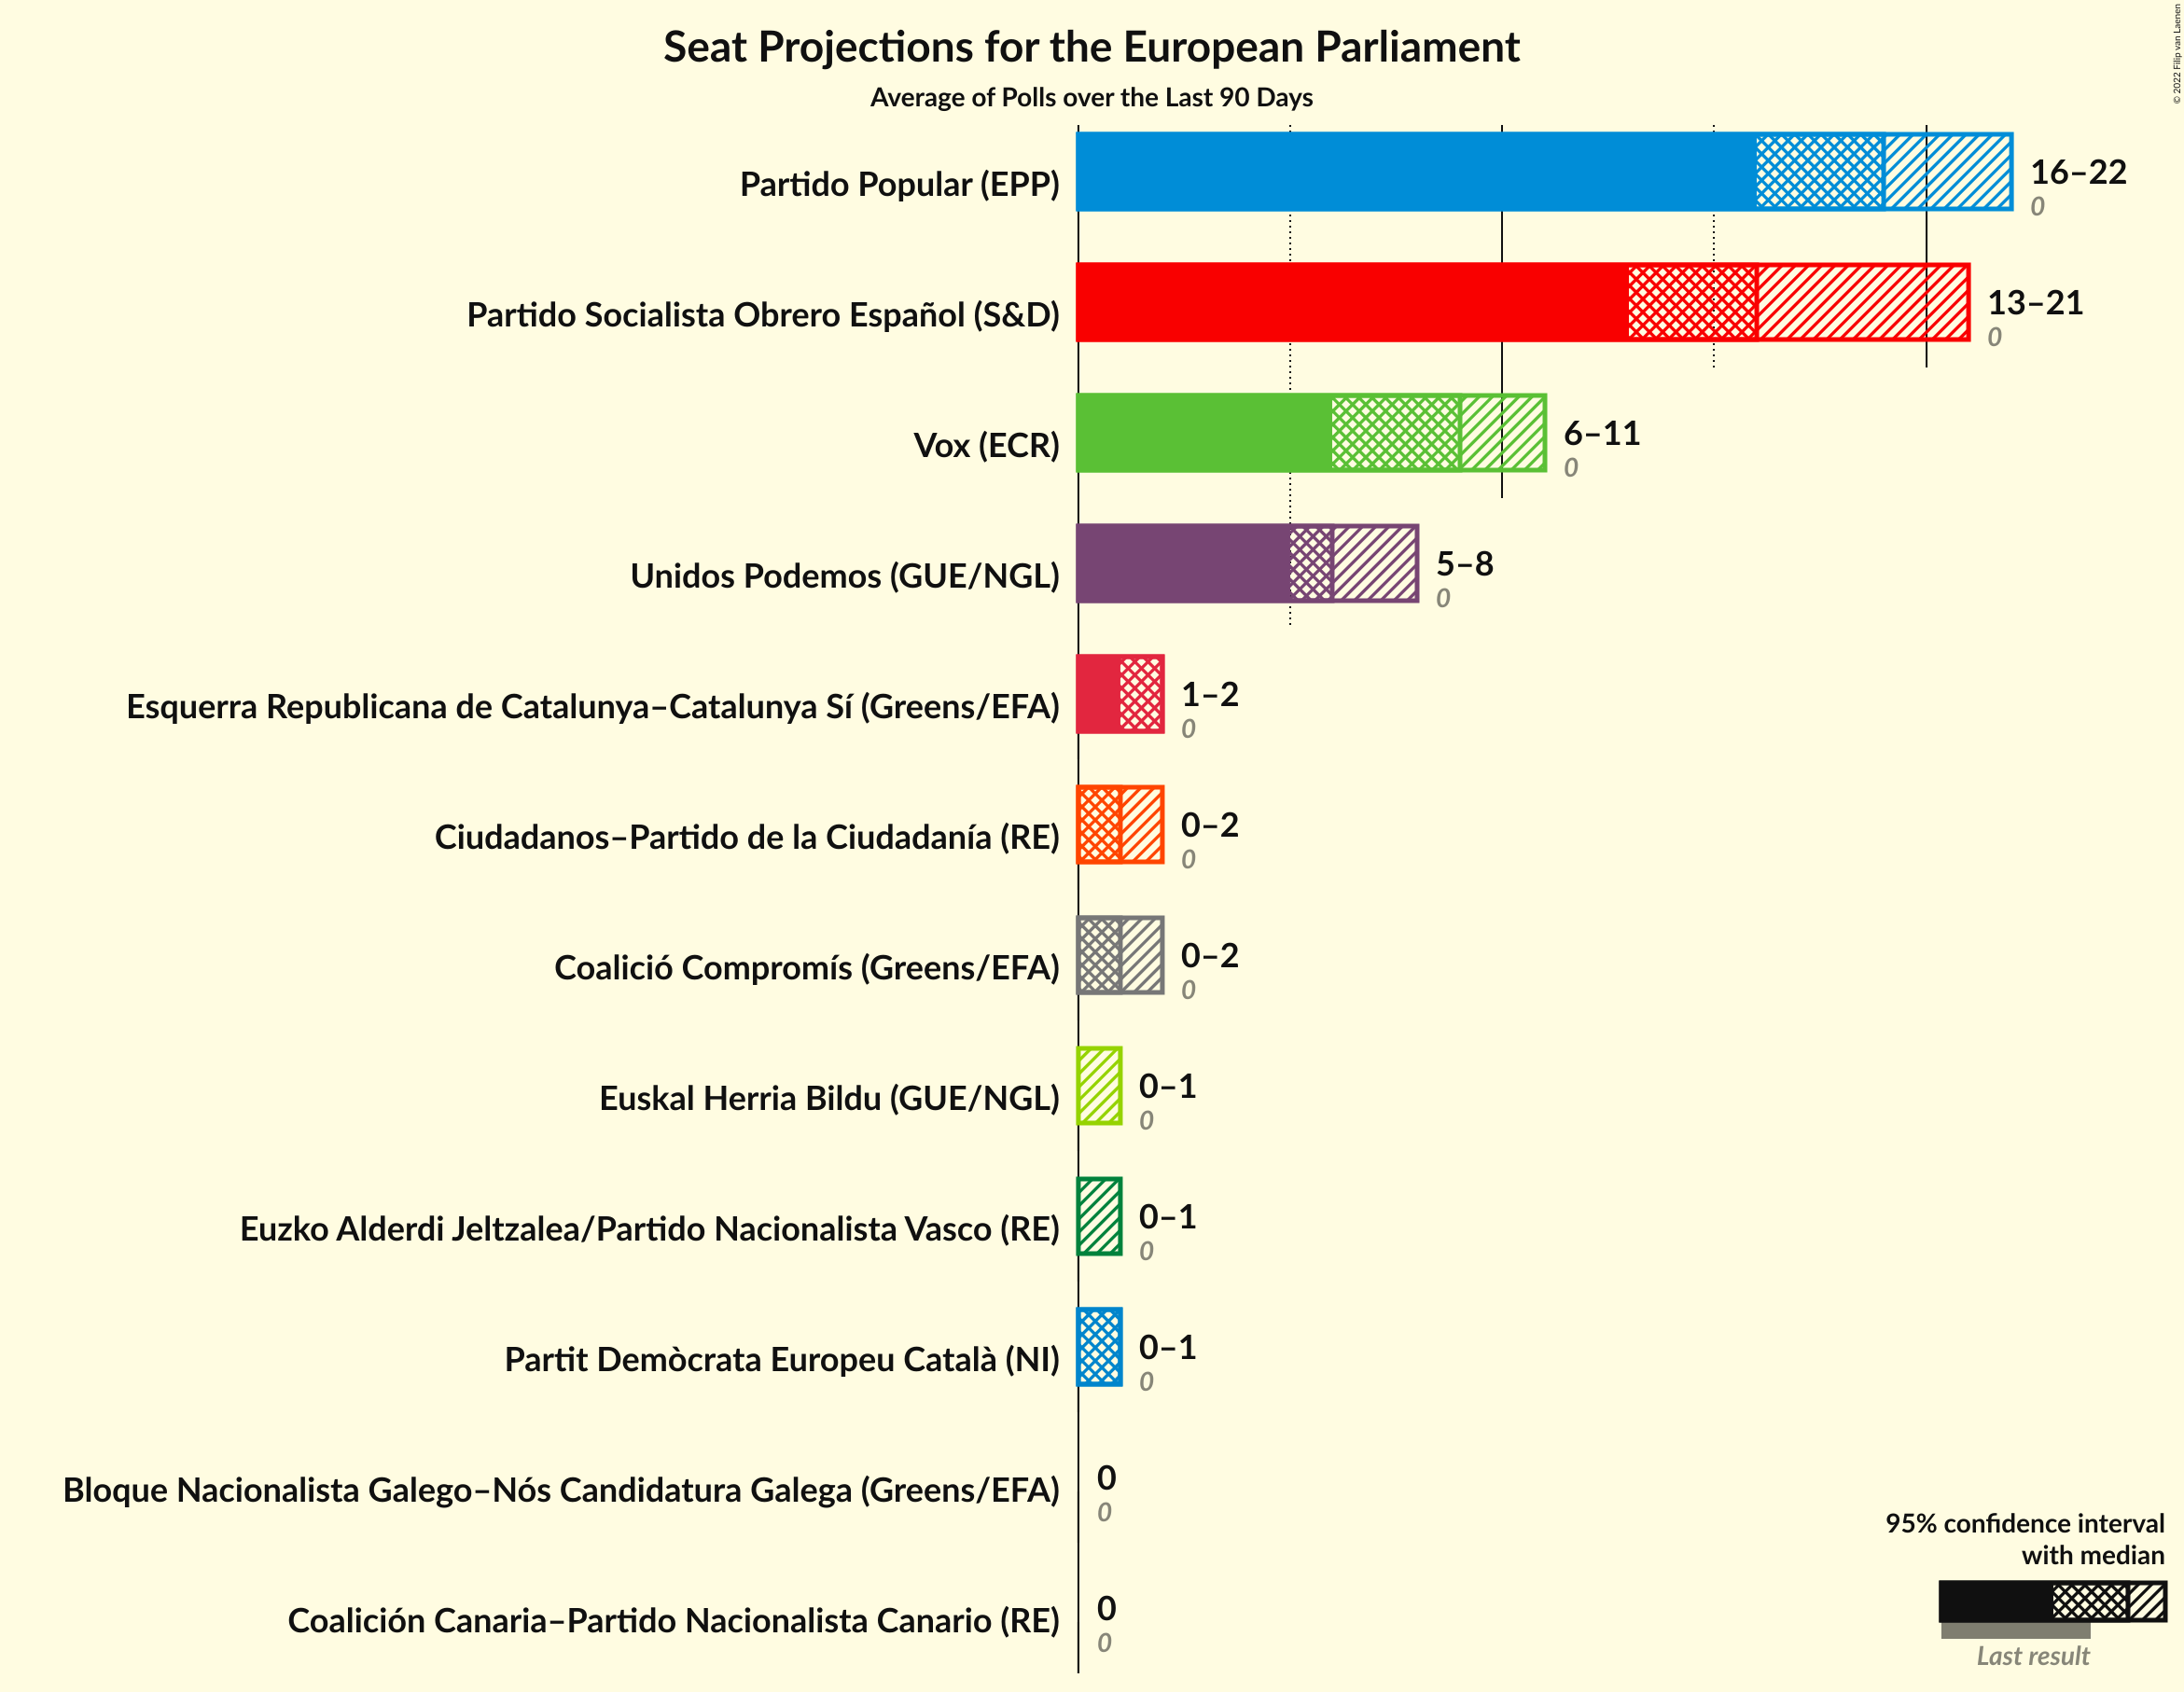 Seat Projections for the European Parliament
Average of Polls over the Last 90 Days
© 2022 Filip van Laenen
Partido Popular (EPP)
16–22
0
Partido Socialista Obrero Español (S&D)
13–21
0
Vox (ECR)
6–11
0
Unidos Podemos (GUE/NGL)
5–8
0
Esquerra Republicana de Catalunya–Catalunya Sí (Greens/EFA)
1–2
0
Ciudadanos–Partido de la Ciudadanía (RE)
0–2
0
Coalició Compromís (Greens/EFA)
0–2
0
Euskal Herria Bildu (GUE/NGL)
0–1
0
Euzko Alderdi Jeltzalea/Partido Nacionalista Vasco (RE)
0–1
0
Partit Demòcrata Europeu Català (NI)
0–1
0
Bloque Nacionalista Galego–Nós Candidatura Galega (Greens/EFA)
0
0
Coalición Canaria–Partido Nacionalista Canario (RE)
0
0
95% confidence interval
with median
Last result